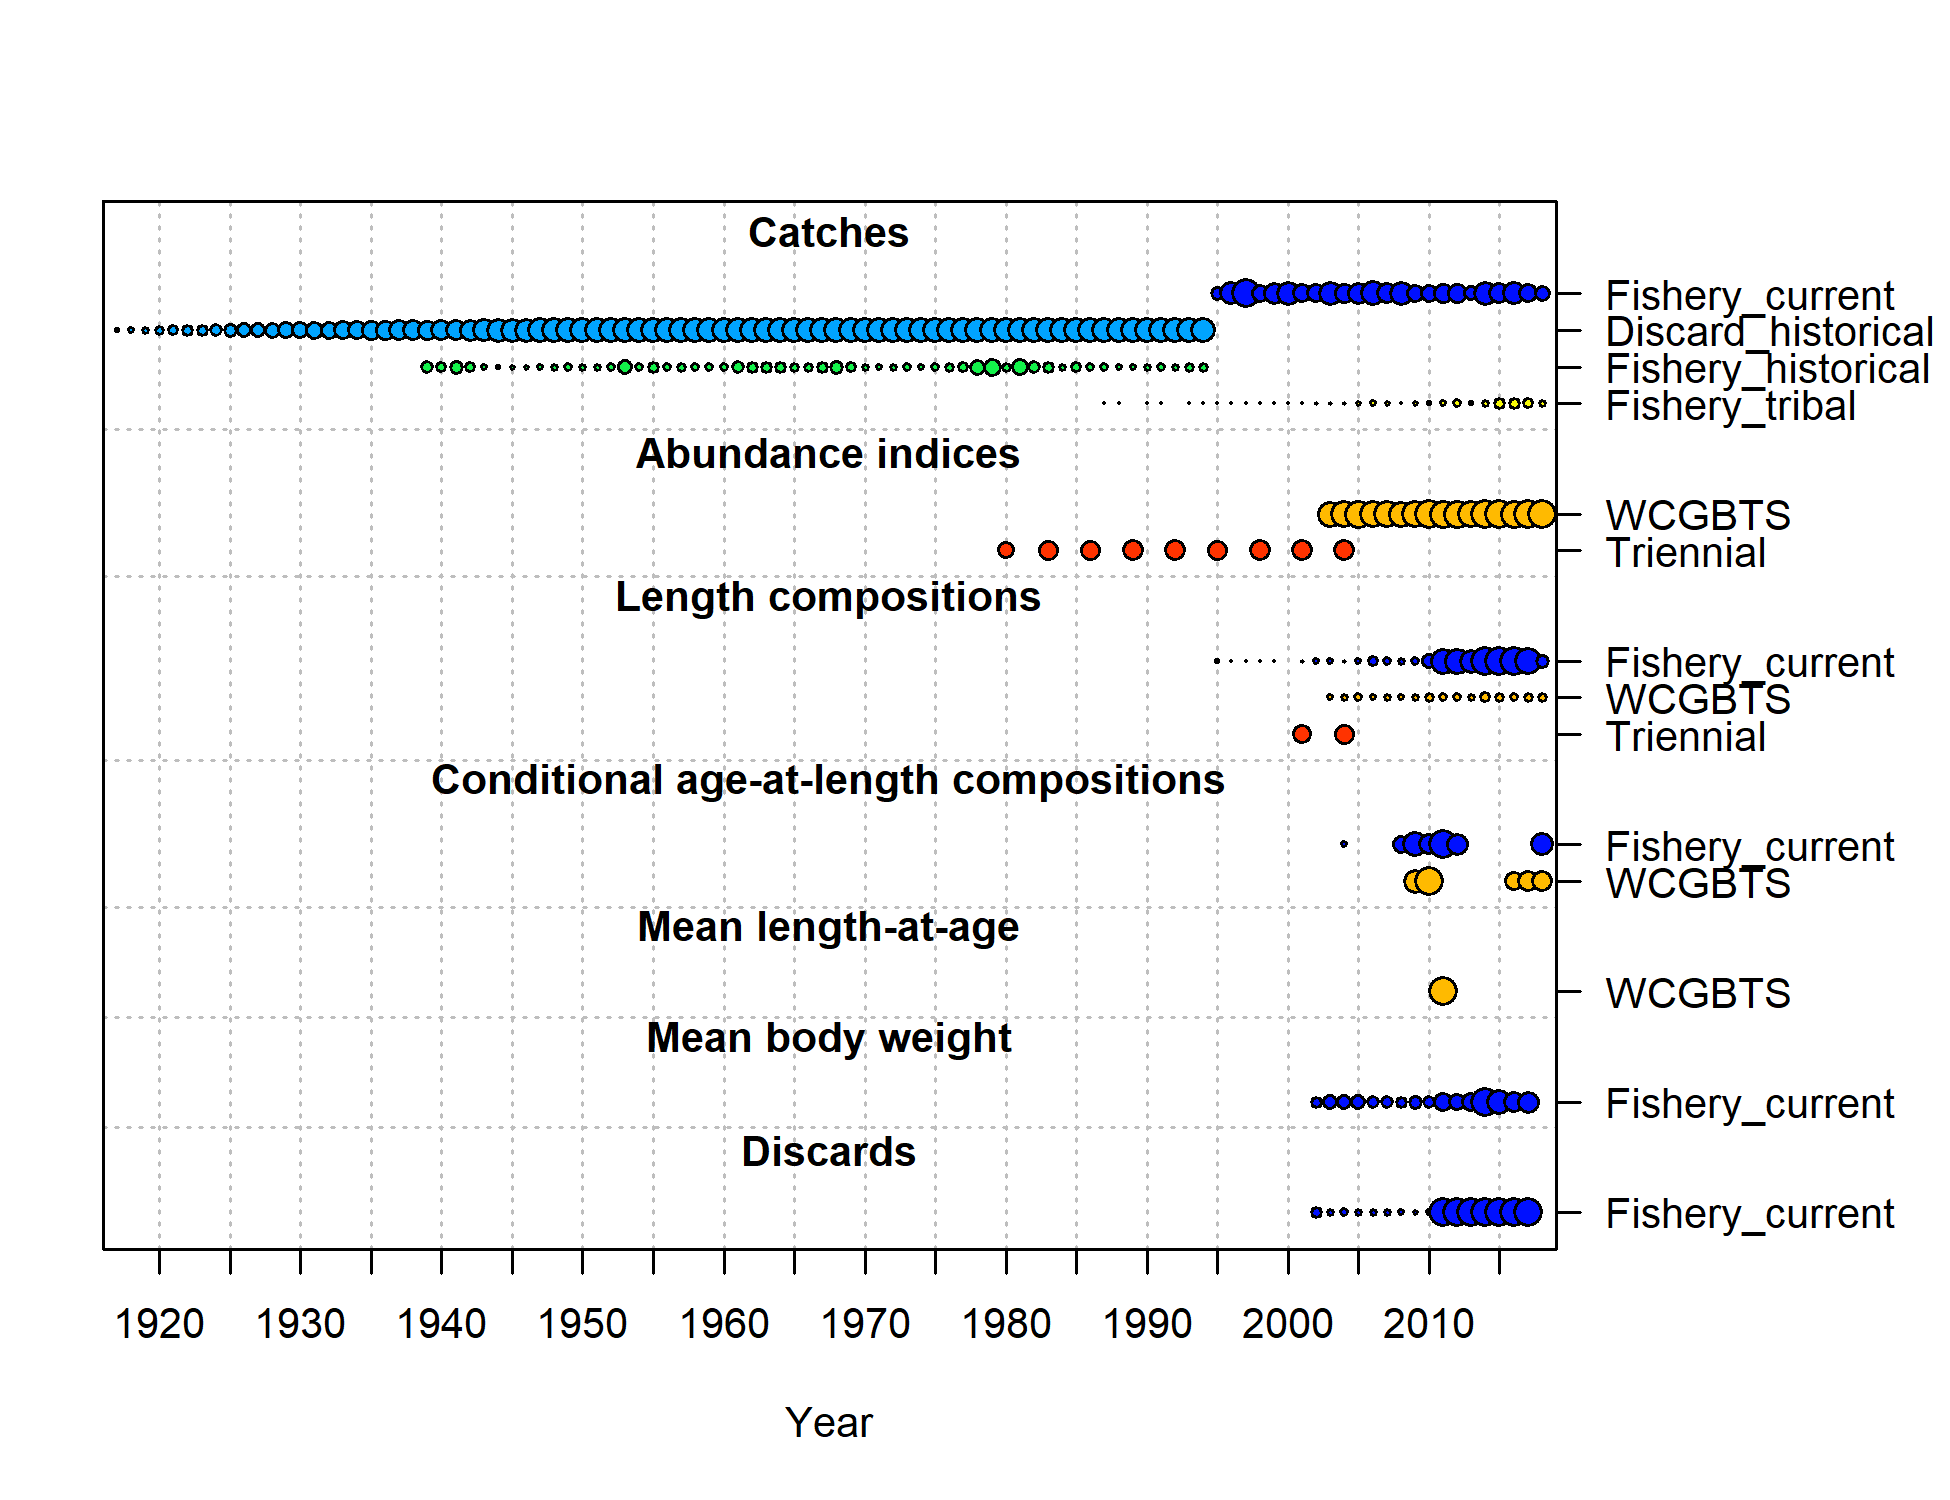 Catches
Fishery_current
Discard_historical
Fishery_historical
Fishery_tribal
Abundance indices
WCGBTS
Triennial
Length compositions
Fishery_current
WCGBTS
Triennial
Conditional age-at-length compositions
Fishery_current
WCGBTS
Mean length-at-age
WCGBTS
Mean body weight
Fishery_current
Discards
Fishery_current
1920 1930 1940 1950 1960 1970 1980 1990 2000 2010
Year